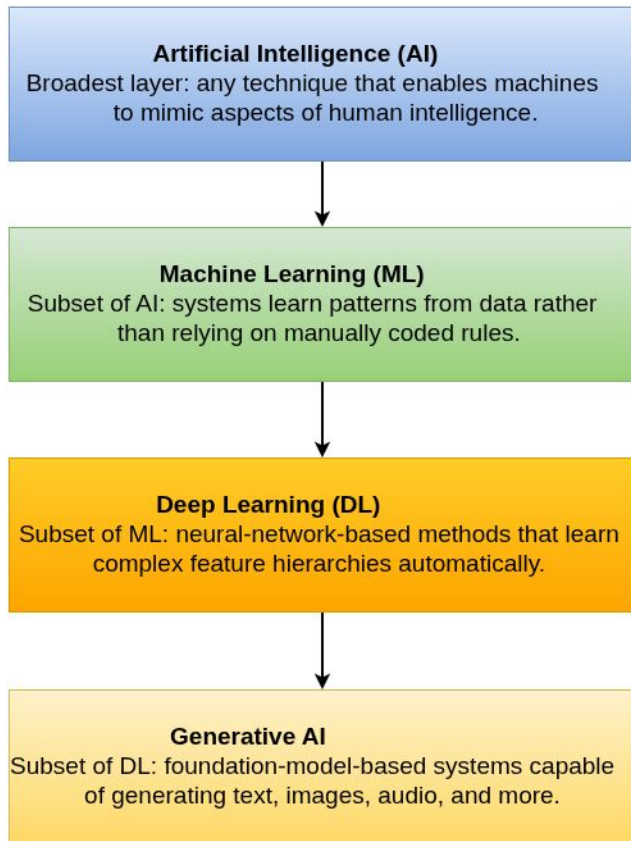 Artificial Intelligence (AI)
Broadest layer: any technique that enables machines
to mimic aspects of human intelligence.
Machine Learning (ML)
Subset of AI: systems learn patterns from data rather
than relying on manually coded rules.
Deep Learning (DL)
Subset of ML: neural-network-based methods that learn
complex feature hierarchies automatically.
Generative AI
Subset of DL: foundation-model-based systems capable
of generating text, images, audio, and more.